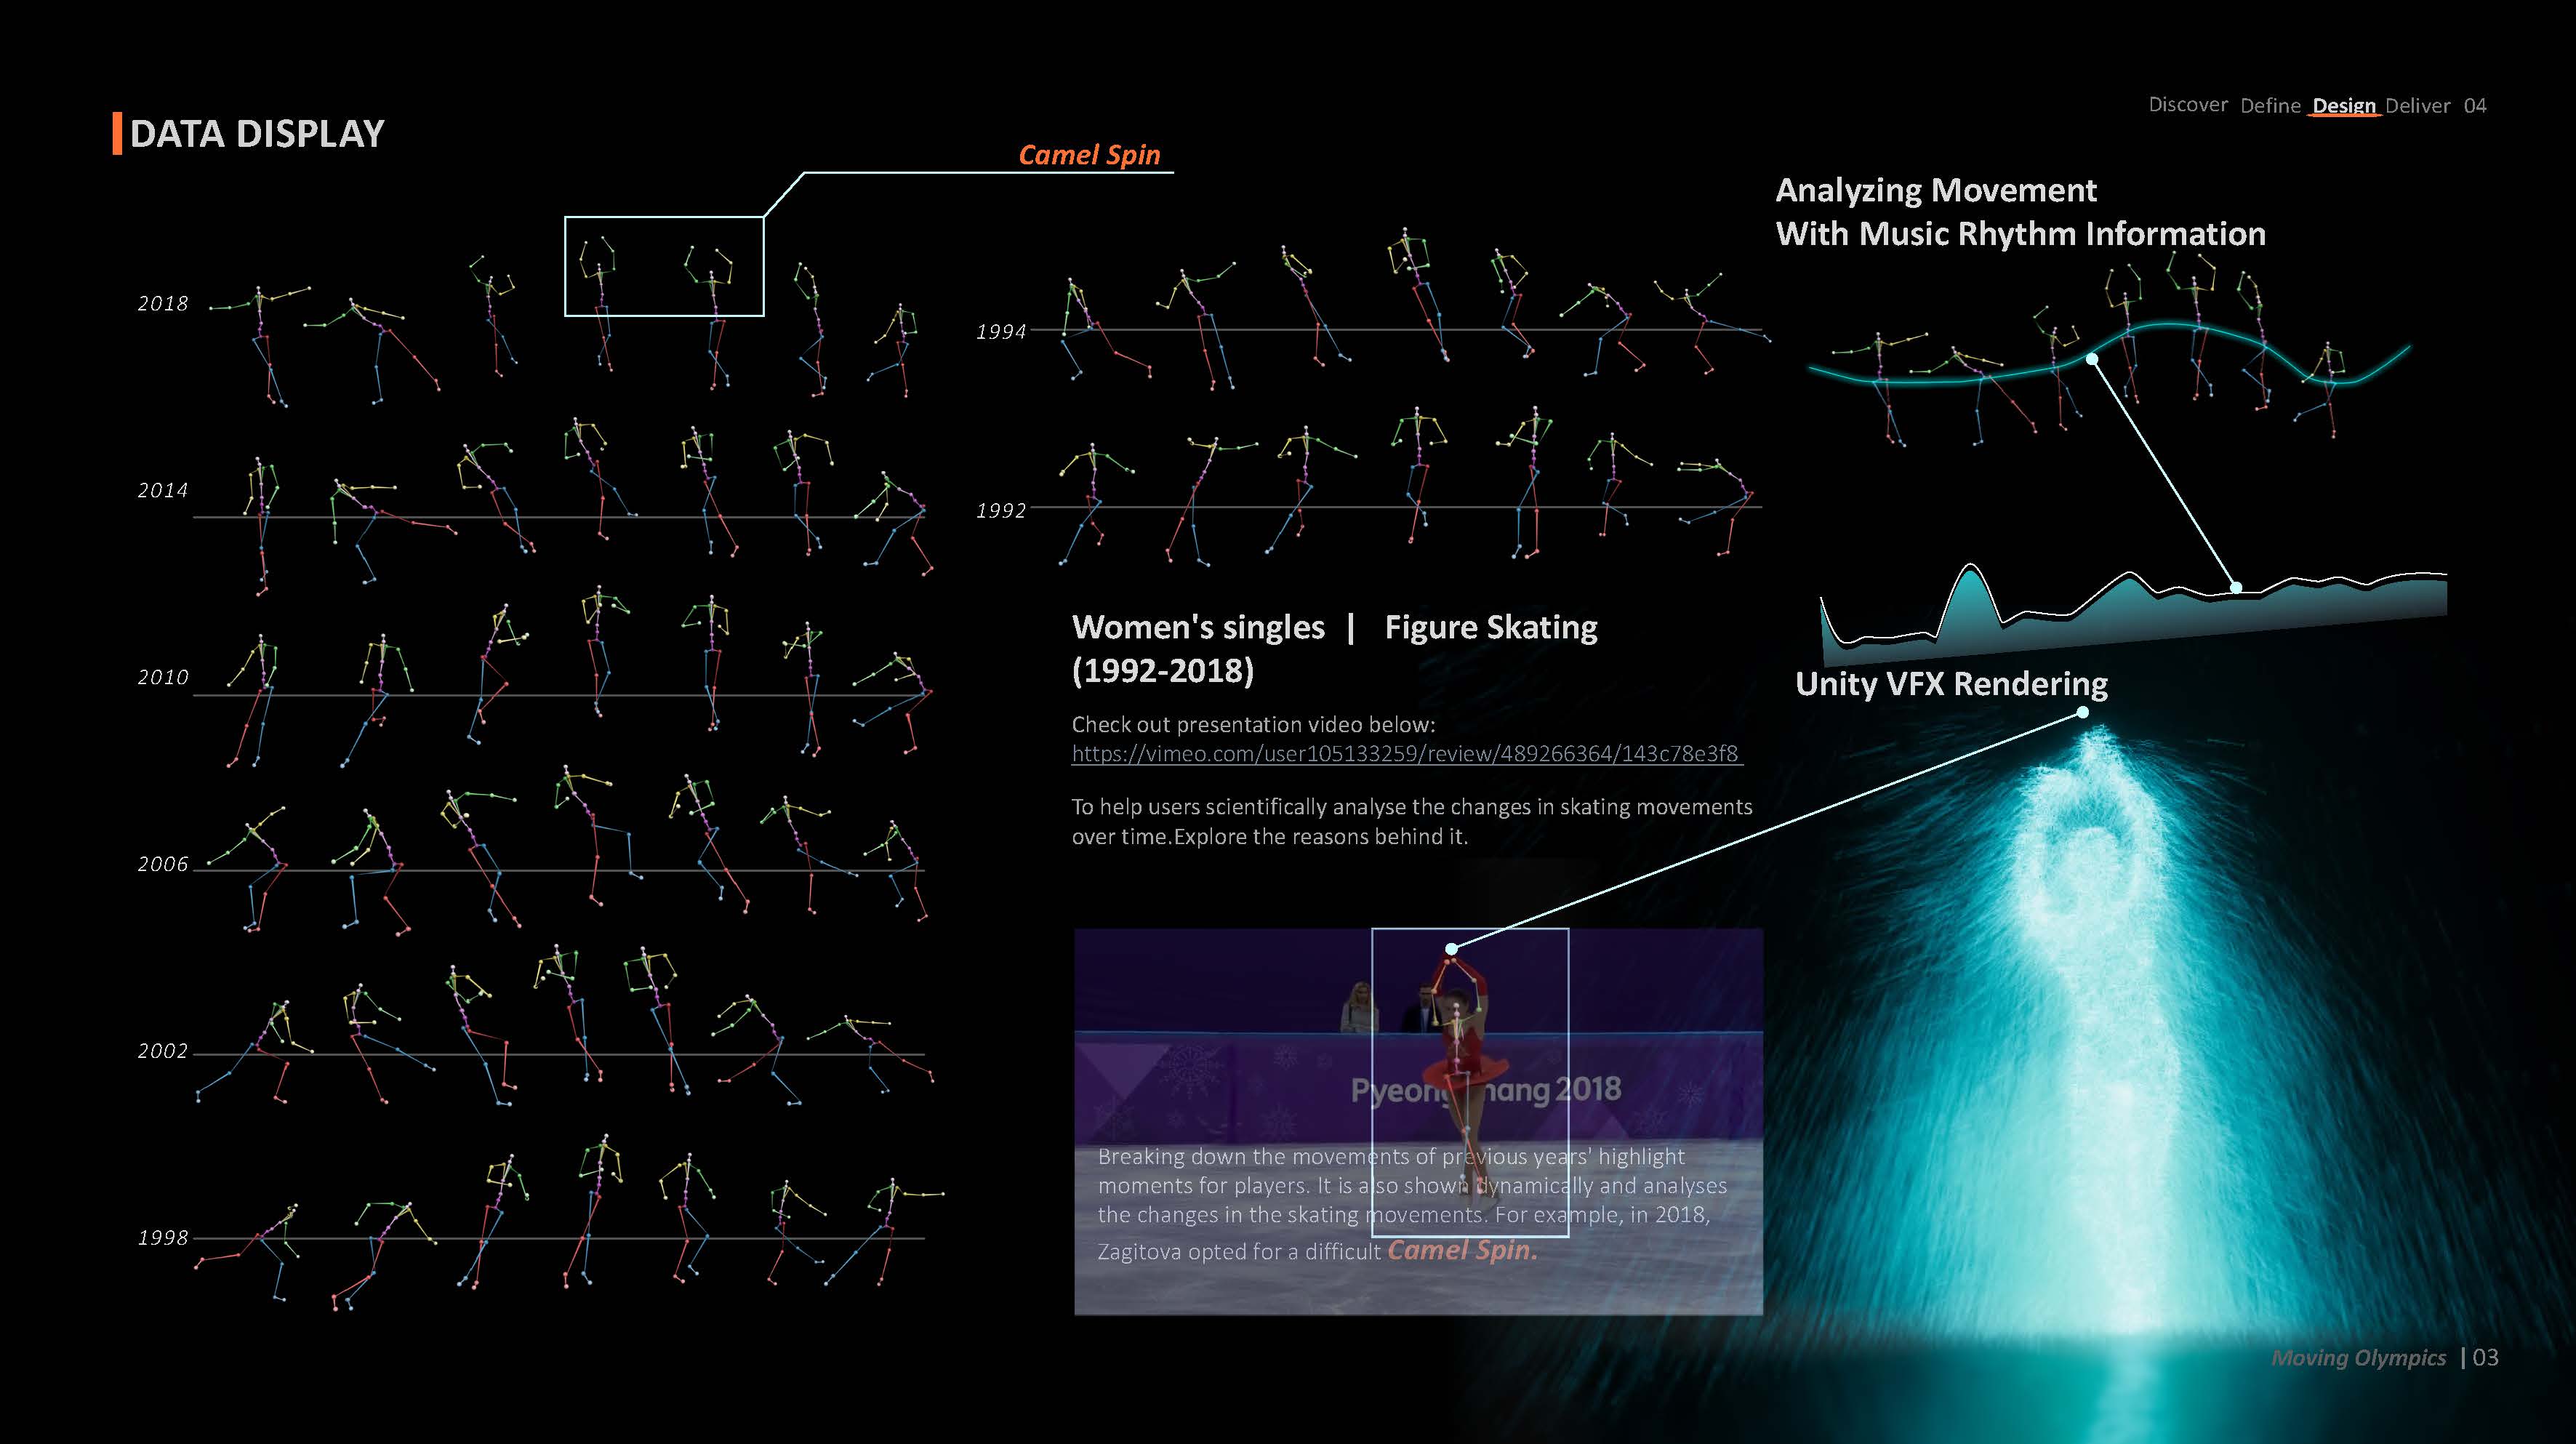 DATA DISPLAY
Discover Define Design Deliver 04
Camel Spin
2018
2014
2010
2006
2002
1998
1994
1992
Women's singles | Figure Skating
(1992-2018)
Check out presentation video below:
https://vimeo.com/user105133259/review/489266364/143c78e3f8
To help users scientifically analyse the changes in skating movements
over time.Explore the reasons behind it.
2018
Breaking down the movements of previous years' highlight
moments for players. It is also shown dynamically and analyses
the changes in the skating movements. For example, in 2018,
Zagitova opted for a difficult Camel Spin.
Analyzing Movement
With Music Rhythm Information
Unity VFX Rendering
Moving Olympics | 03